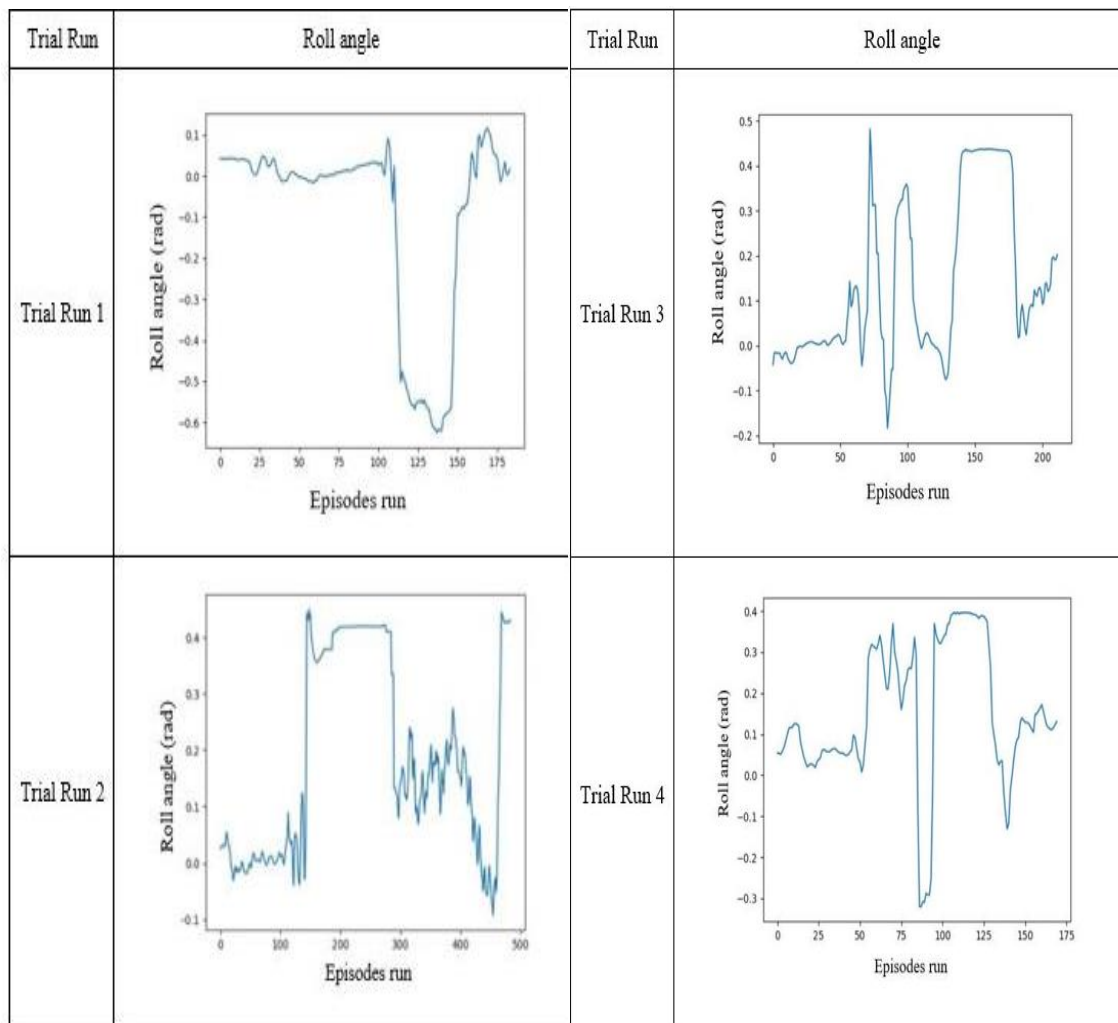 Trial Run
Roll angle
Trial Run
Roll angle
Trial Run 1
Roll angle (rad)
0.1
0.0
−0.1
−0.2
−0.3
−0.4
−0.5
−0.6
0 25 50 75 100 125 150 175
Episodes run
Trial Run 3
Roll angle (rad)
0.5
0.4
0.3
0.2
0.1
0.0
−0.1
−0.2
0 50 100 150 200
Episodes run
Trial Run 2
Roll angle (rad)
0.4
0.3
0.2
0.1
0.0
−0.1
0 100 200 300 400 500
Episodes run
Trial Run 4
Roll angle (rad)
0.4
0.3
0.2
0.1
0.0
−0.1
−0.2
−0.3
0 25 50 75 100 125 150 175
Episodes run